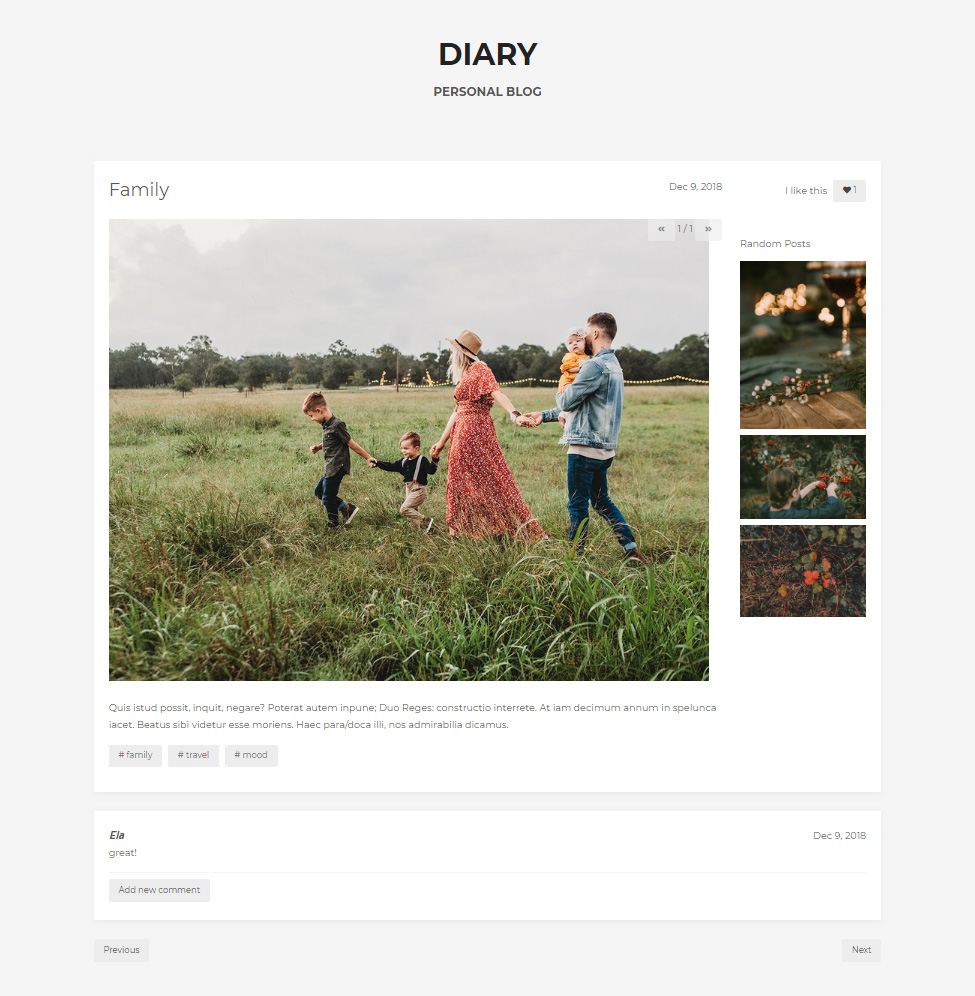 DIARY
PERSONAL BLOG
Family
Dec 9, 2018
I like this ♥ 1
« 1 / 1 »
Random Posts
Quis istud possit, inquit, negare? Poterat autem inpune; Duo Reges: constructio interrete. At iam decimum annum in spelunca
iacet. Beatus sibi videtur esse moriens. Haec para/doca illi, nos admirabilia dicamus.
# family # travel # mood
Ela
Dec 9, 2018
great!
Add new comment
Previous
Next